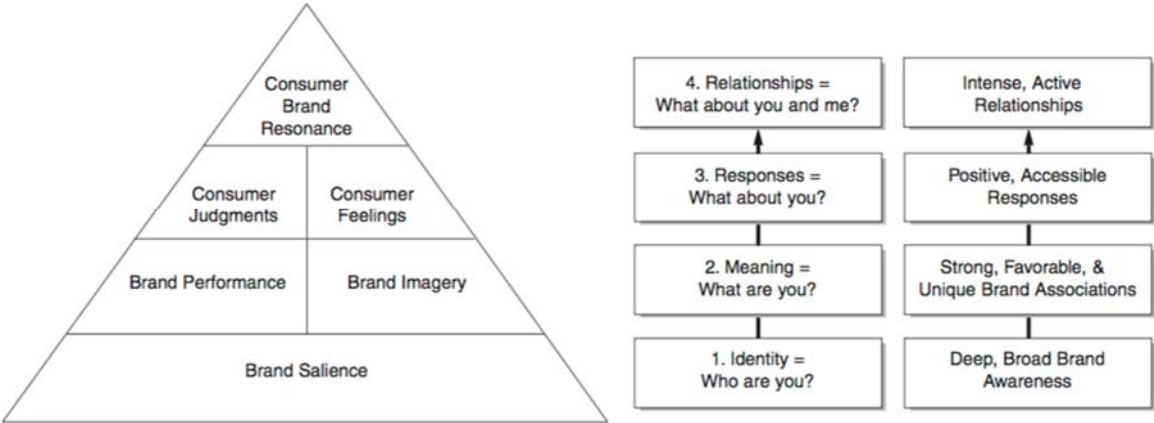 Consumer
Brand
Resonance
Consumer
Judgments
Consumer
Feelings
Brand Performance
Brand Imagery
Brand Salience
4. Relationships =
What about you and me?
3. Responses =
What about you?
2. Meaning =
What are you?
1. Identity =
Who are you?
Intense, Active
Relationships
Positive, Accessible
Responses
Strong, Favorable, &
Unique Brand Associations
Deep, Broad Brand
Awareness